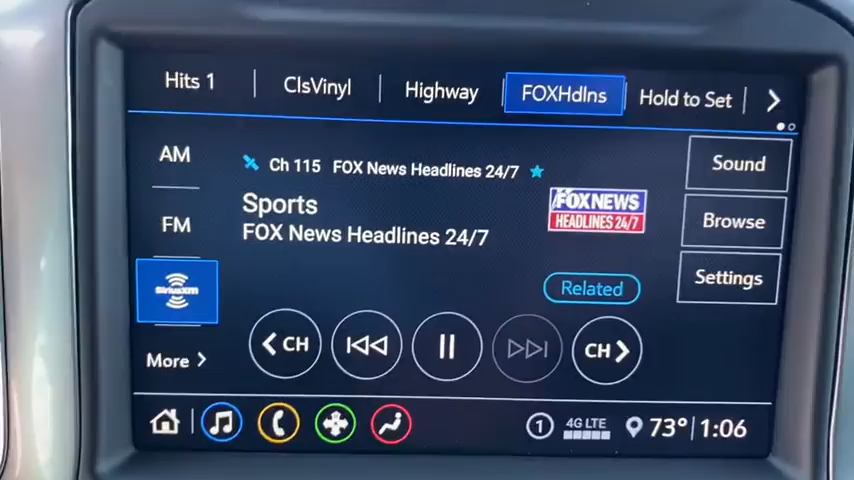 Hits 1
ClsVinyl
Highway
FOXHdlns
Hold to Set
AM
Ch 115 FOX News Headlines 24/7
Sound
Sports
FOX NEWS
HEADLINES 24/7
FM
FOX News Headlines 24/7
Browse
SiriusXM
Related
Settings
More
CH
CH
1
4G LTE
73°
1:06